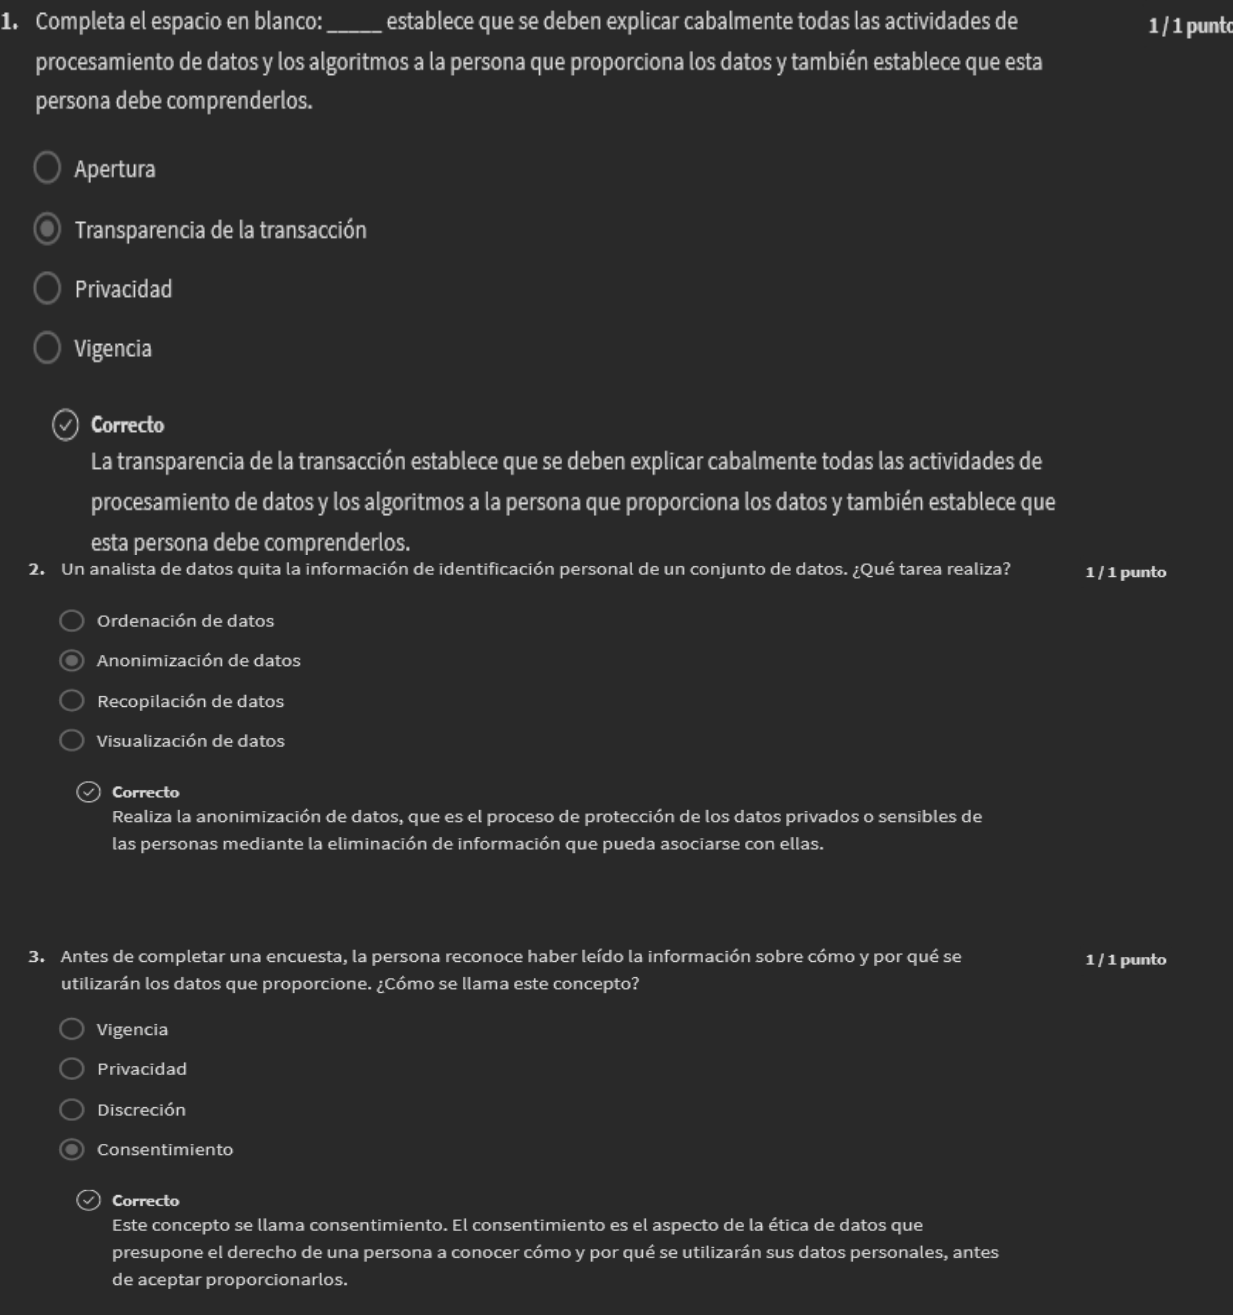 1. Completa el espacio en blanco: _____ establece que se deben explicar cabalmente todas las actividades de
1 / 1 punto
procesamiento de datos y los algoritmos a la persona que proporciona los datos y también establece que esta
persona debe comprenderlos.
Apertura
Transparencia de la transacción
Privacidad
Vigencia
Correcto
La transparencia de la transacción establece que se deben explicar cabalmente todas las actividades de
procesamiento de datos y los algoritmos a la persona que proporciona los datos y también establece que
esta persona debe comprenderlos.
2. Un analista de datos quita la información de identificación personal de un conjunto de datos. ¿Qué tarea realiza?
1 / 1 punto
Ordenación de datos
Anonimización de datos
Recopilación de datos
Visualización de datos
Correcto
Realiza la anonimización de datos, que es el proceso de protección de los datos privados o sensibles de
las personas mediante la eliminación de información que pueda asociarse con ellas.
3. Antes de completar una encuesta, la persona reconoce haber leído la información sobre cómo y por qué se
1 / 1 punto
utilizarán los datos que proporcione. ¿Cómo se llama este concepto?
Vigencia
Privacidad
Discreción
Consentimiento
Correcto
Este concepto se llama consentimiento. El consentimiento es el aspecto de la ética de datos que
presupone el derecho de una persona a conocer cómo y por qué se utilizarán sus datos personales, antes
de aceptar proporcionarlos.